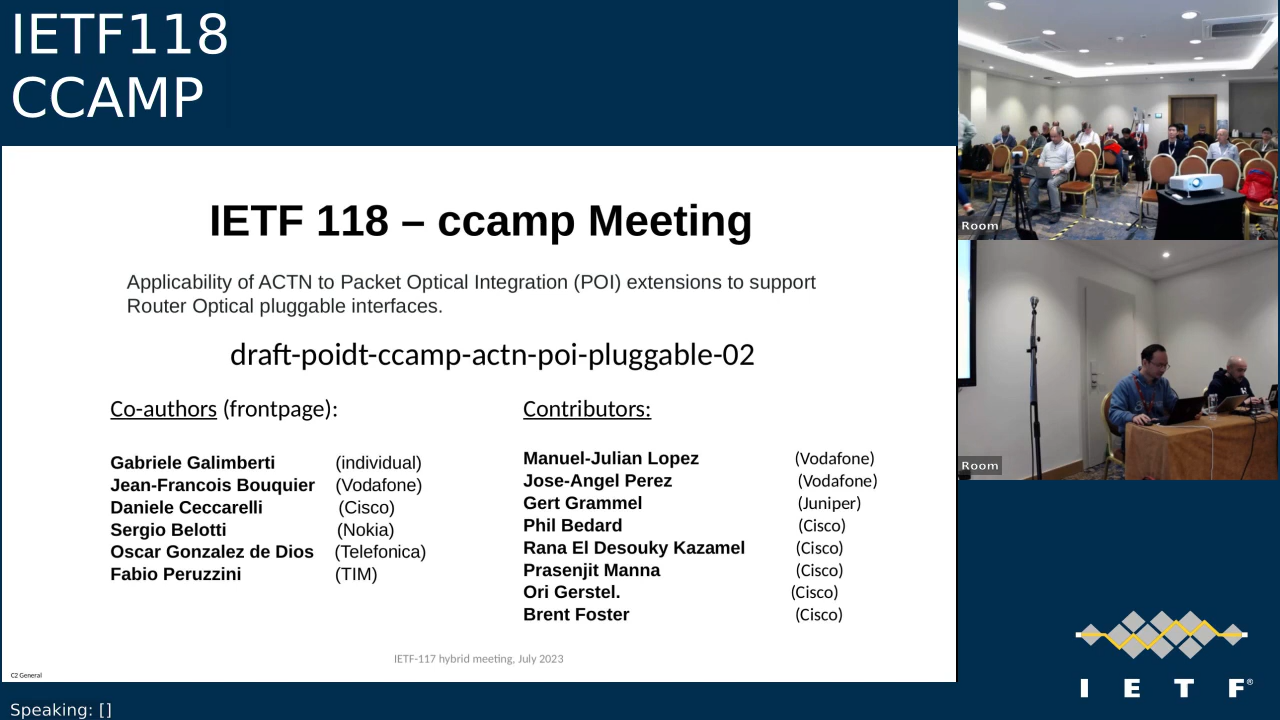 IETF118
CCAMP
IETF 118 – ccamp Meeting
Applicability of ACTN to Packet Optical Integration (POI) extensions to support
Router Optical pluggable interfaces.
draft-poidt-ccamp-actn-poi-pluggable-02
Co-authors (frontpage):
Gabriele Galimberti (individual)
Jean-Francois Bouquier (Vodafone)
Daniele Ceccarelli (Cisco)
Sergio Belotti (Nokia)
Oscar Gonzalez de Dios (Telefonica)
Fabio Peruzzini (TIM)
Contributors:
Manuel-Julian Lopez (Vodafone)
Jose-Angel Perez (Vodafone)
Gert Grammel (Juniper)
Phil Bedard (Cisco)
Rana El Desouky Kazamel (Cisco)
Prasenjit Manna (Cisco)
Ori Gerstel. (Cisco)
Brent Foster (Cisco)
IETF-117 hybrid meeting, July 2023
C2 General
Speaking: []
Room
Room
I E T F®